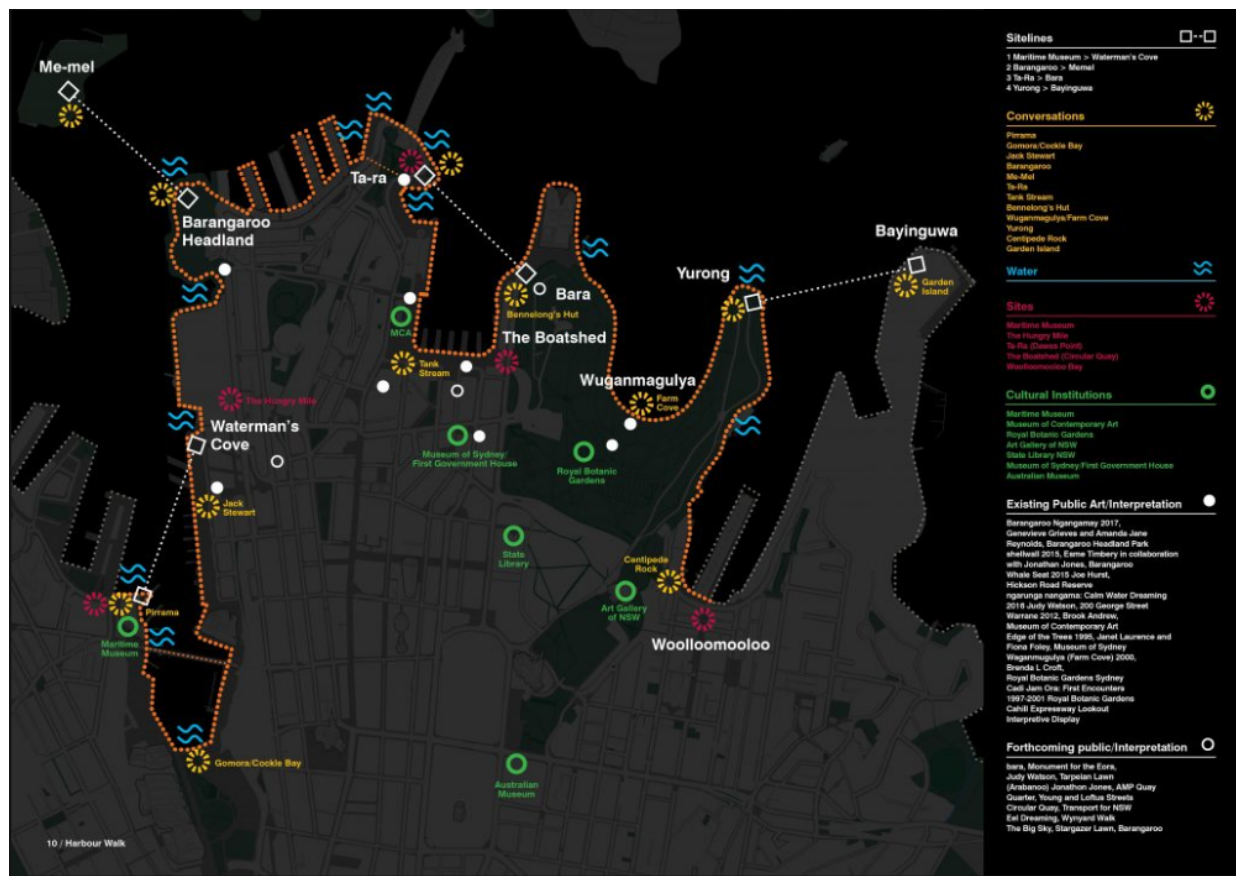 Me-mel
Barangaroo
Headland
Ta-ra
Bara
Bennelong's Hut
The Boatshed
MCA
Tank
Stream
Yurong
Bayinguwa
Garden
Island
Wuganmagulya
Farm
Cove
The Hungry Mile
Waterman's
Cove
Museum of Sydney/
First Government House
Royal Botanic
Gardens
Jack
Stewart
State
Library
Centipede
Rock
Art Gallery
of NSW
Woolloomooloo
Pirrama
Maritime
Museum
Gomora/Cockle Bay
Australian
Museum
10 / Harbour Walk
Sitelines
1 Maritime Museum > Waterman's Cove
2 Barangaroo > Memel
3 Ta-Ra > Bara
4 Yurong > Bayinguwa
Conversations
Pirrama
Gomora/Cockle Bay
Jack Stewart
Barangaroo
Me-Mel
Ta-Ra
Tank Stream
Bennelong's Hut
Wuganmagulya/Farm Cove
Yurong
Centipede Rock
Garden Island
Water
Sites
Maritime Museum
The Hungry Mile
Ta-Ra (Dawes Point)
The Boatshed (Circular Quay)
Woolloomooloo Bay
Cultural Institutions
Maritime Museum
Museum of Contemporary Art
Royal Botanic Gardens
Art Gallery of NSW
State Library NSW
Museum of Sydney/First Government House
Australian Museum
Existing Public Art/Interpretation
Barangaroo Ngangamay 2017,
Genevieve Grieves and Amanda Jane
Reynolds, Barangaroo Headland Park
shellwall 2015, Esme Timbery in collaboration
with Jonathan Jones, Barangaroo
Whale Seat 2015 Joe Hurst,
Hickson Road Reserve
ngarunga nangama: Calm Water Dreaming
2016 Judy Watson, 200 George Street
Warrane 2012, Brook Andrew,
Museum of Contemporary Art
Edge of the Trees 1995, Janet Laurence and
Fiona Foley, Museum of Sydney
Waganmugulya (Farm Cove) 2000,
Brenda L Croft,
Royal Botanic Gardens Sydney
Cadi Jam Ora: First Encounters
1997-2001 Royal Botanic Gardens
Cahill Expressway Lookout
Interpretive Display
Forthcoming public/Interpretation
bara, Monument for the Eora,
Judy Watson, Tarpeian Lawn
(Arabanoo) Jonathon Jones, AMP Quay
Quarter, Young and Loftus Streets
Circular Quay, Transport for NSW
Eel Dreaming, Wynyard Walk
The Big Sky, Stargazer Lawn, Barangaroo